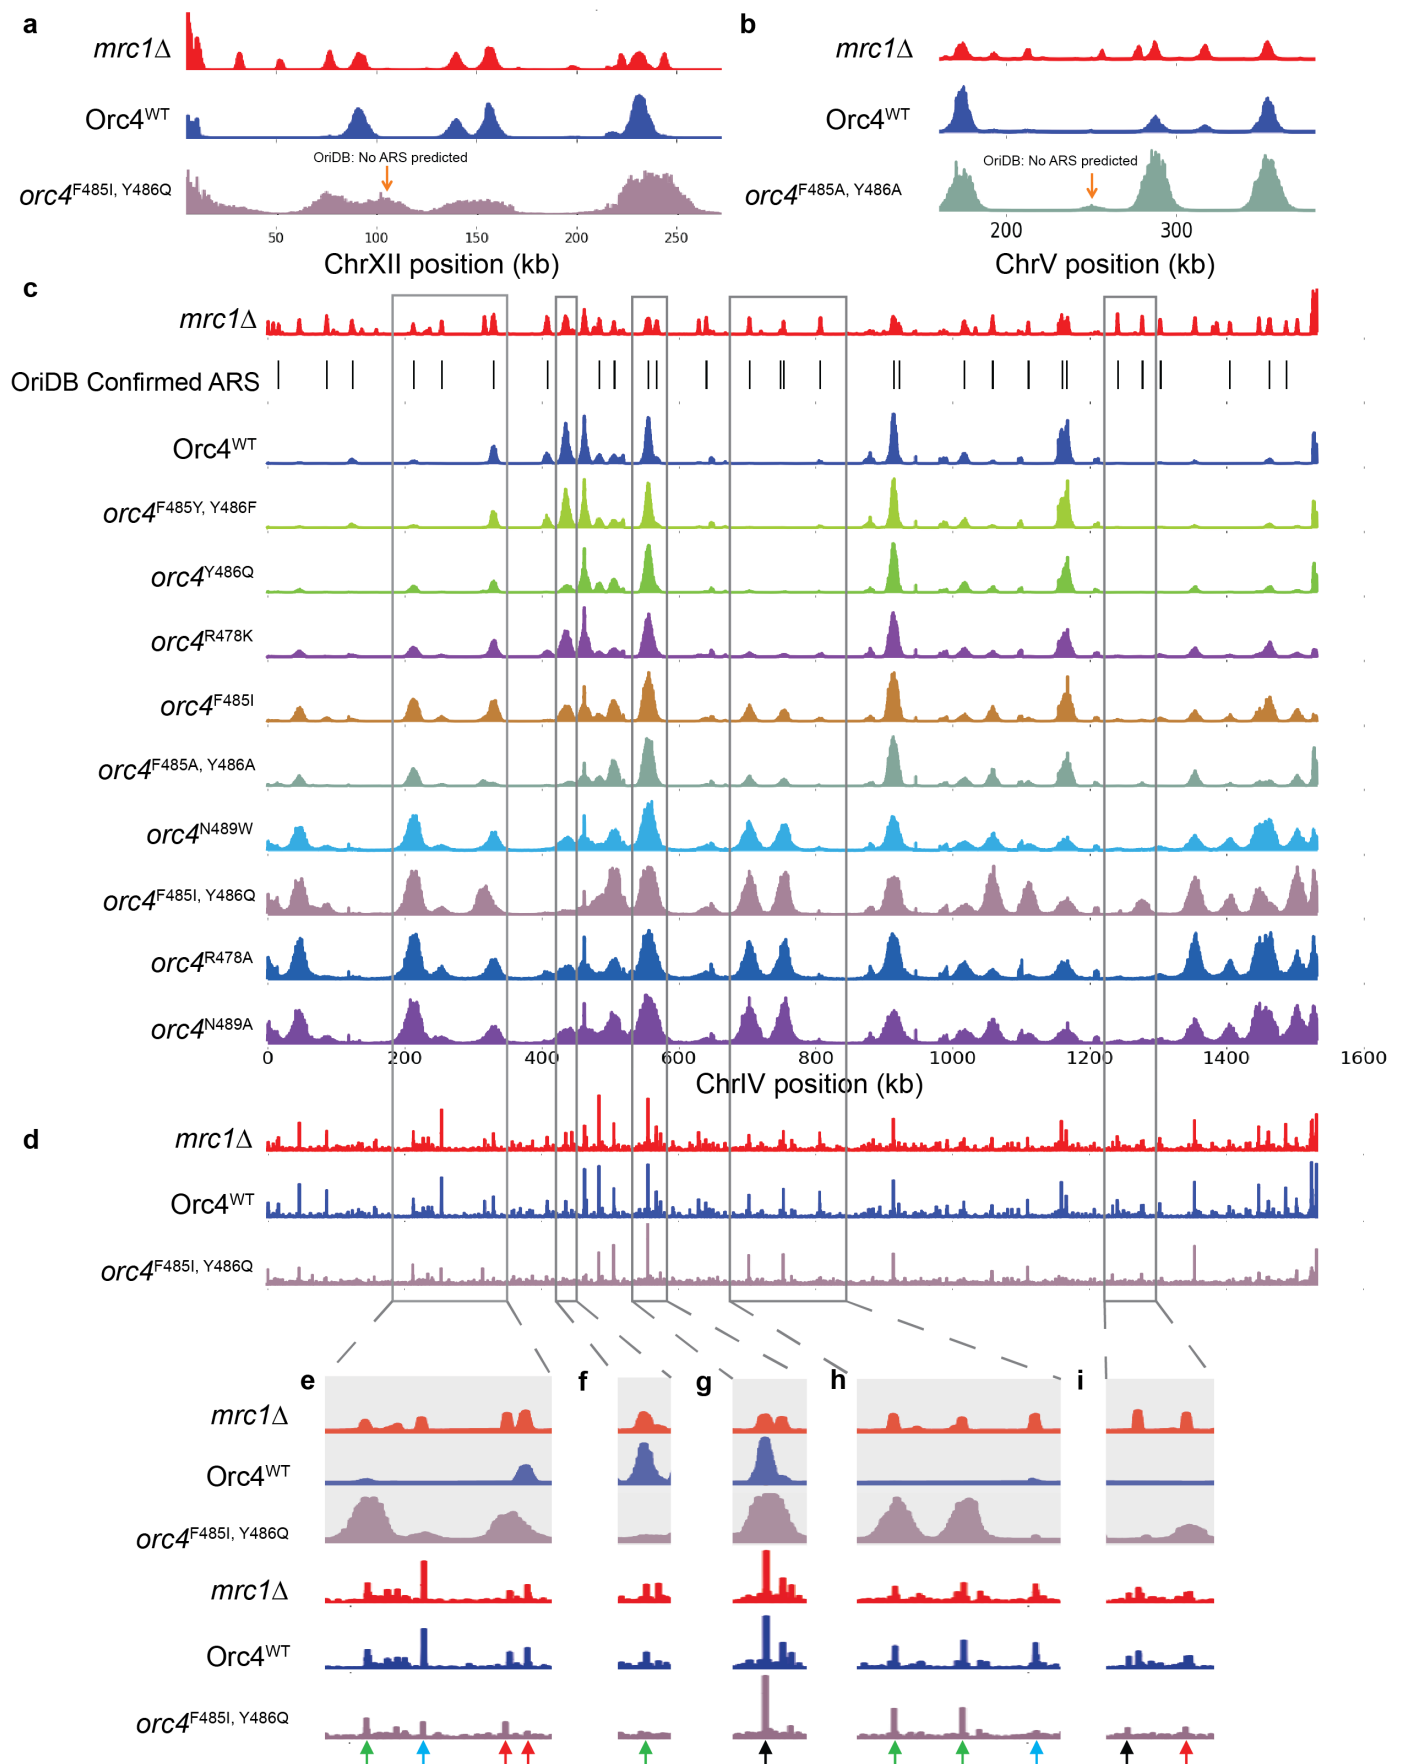 a
mrc1Δ
Orc4WT
OriDB: No ARS predicted
orc4F485I, Y486Q
50 100 150 200 250
ChrXII position (kb)
b
mrc1Δ
Orc4WT
OriDB: No ARS predicted
orc4F485A, Y486A
200 300
ChrV position (kb)
c
mrc1Δ
OriDB Confirmed ARS
Orc4WT
orc4F485Y, Y486F
orc4Y486Q
orc4R478K
orc4F485I
orc4F485A, Y486A
orc4N489W
orc4F485I, Y486Q
orc4R478A
orc4N489A
0 200 400 600 800 1000 1200 1400 1600
ChrIV position (kb)
d
mrc1Δ
Orc4WT
orc4F485I, Y486Q
e f g h i
mrc1Δ
Orc4WT
orc4F485I, Y486Q
mrc1Δ
Orc4WT
orc4F485I, Y486Q